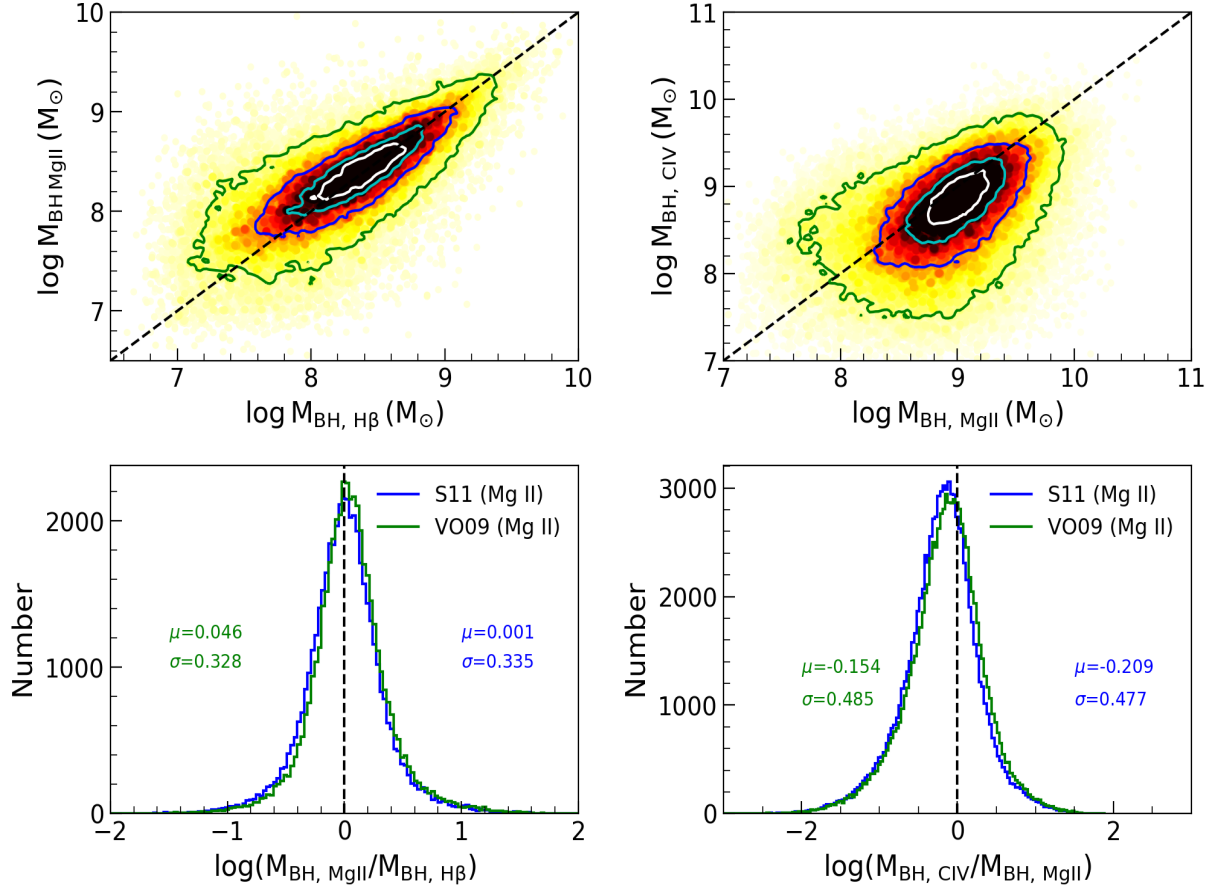 10
9
8
7
7
8
9
10
log M_BH MgII (M_⊙)
log M_BH, Hβ (M_⊙)
11
10
9
8
7
7
8
9
10
11
log M_BH, CIV (M_⊙)
log M_BH, MgII (M_⊙)
2000
1000
0
−2
−1
0
1
2
Number
S11 (Mg II)
VO09 (Mg II)
μ=0.046
σ=0.328
μ=0.001
σ=0.335
log(M_BH, MgII/M_BH, Hβ)
3000
2000
1000
0
−2
0
2
Number
S11 (Mg II)
VO09 (Mg II)
μ=-0.154
σ=0.485
μ=-0.209
σ=0.477
log(M_BH, CIV/M_BH, MgII)